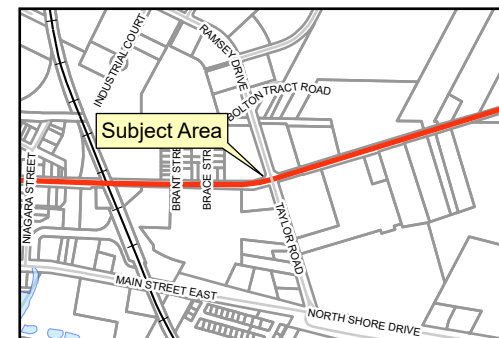 INDUSTRIAL COURT
RAMSEY DRIVE
BOLTON TRACT ROAD
Subject Area
NIAGARA STREET
BRANT STRE
BRACE STR
TAYLOR ROAD
MAIN STREET EAST
NORTH SHORE DRIVE